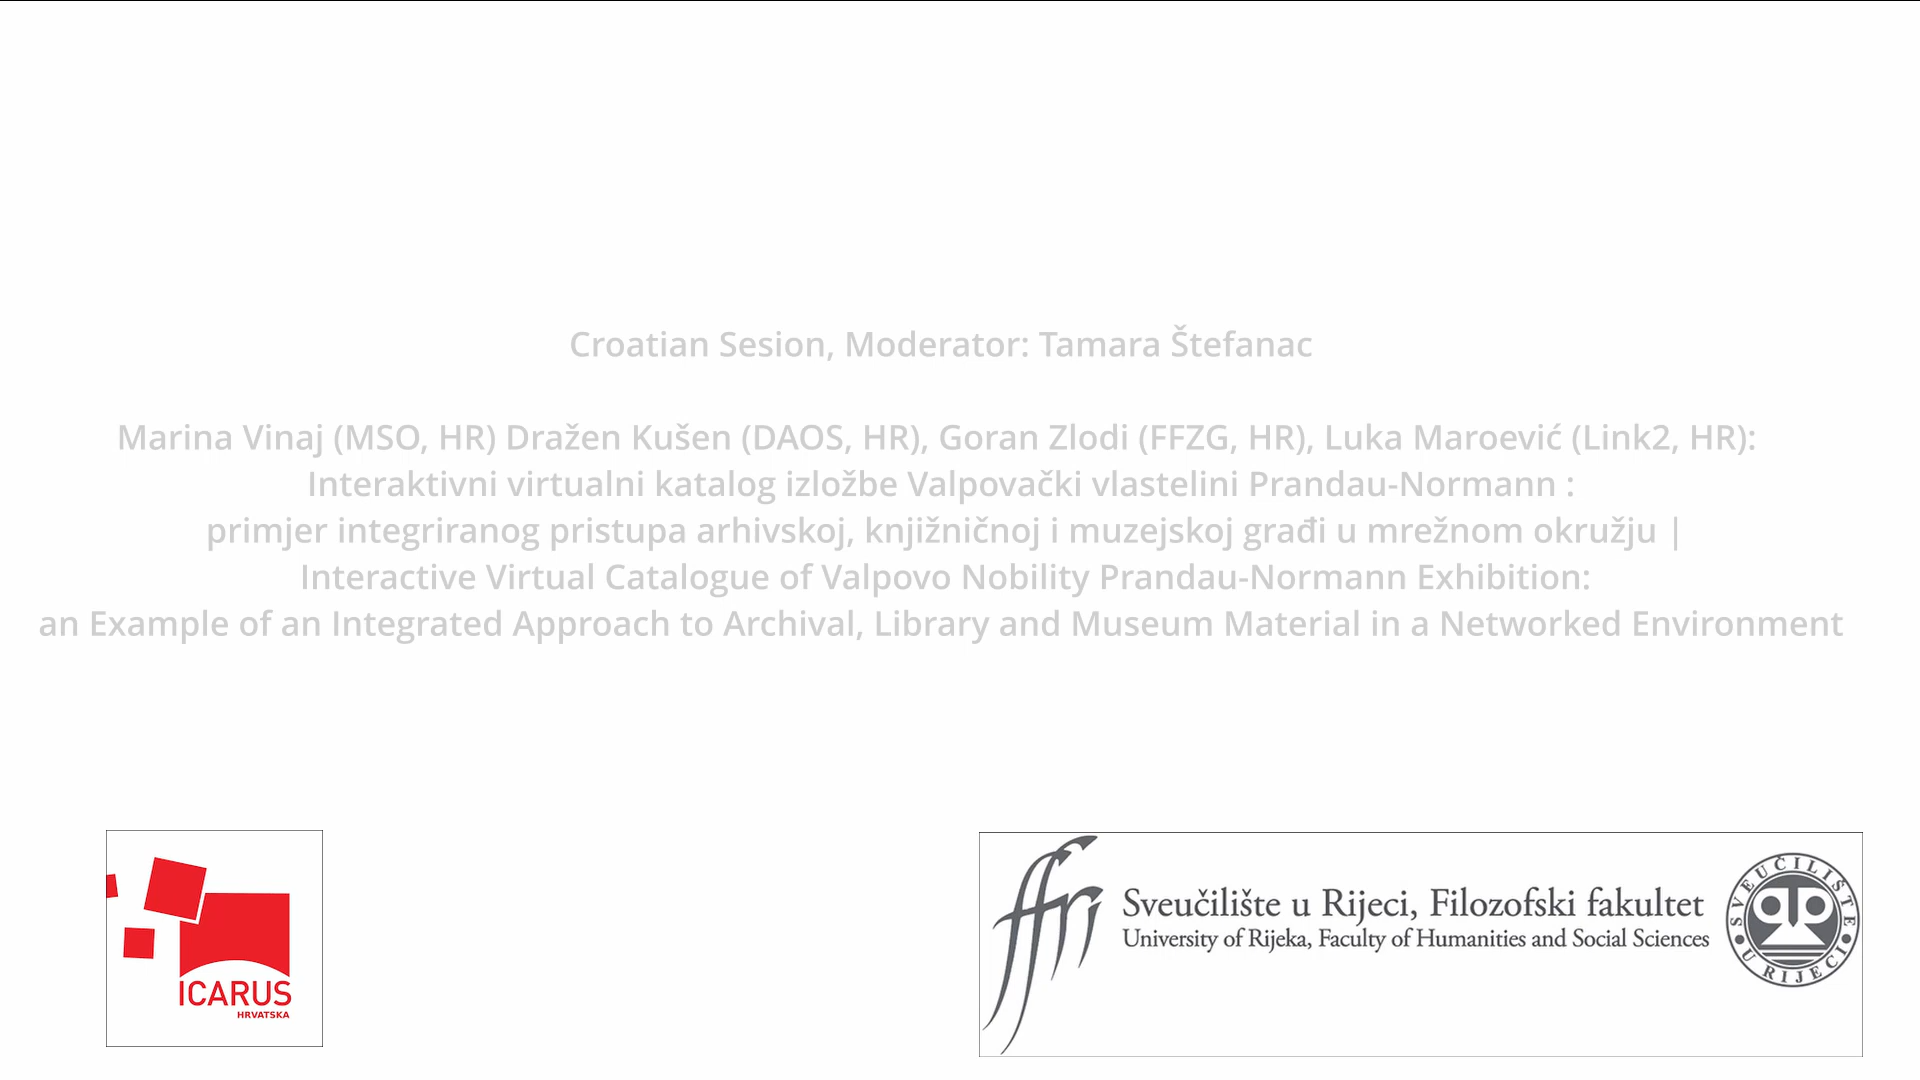 Croatian Sesion, Moderator: Tamara Štefanac
Marina Vinaj (MSO, HR) Dražen Kušen (DAOS, HR), Goran Zlodi (FFZG, HR), Luka Maroević (Link2, HR):
Interaktivni virtualni katalog izložbe Valpovački vlastelini Prandau-Normann :
primjer integriranog pristupa arhivskoj, knjižničnoj i muzejskoj građi u mrežnom okružju |
Interactive Virtual Catalogue of Valpovo Nobility Prandau-Normann Exhibition:
an Example of an Integrated Approach to Archival, Library and Museum Material in a Networked Environment
ICARUS
HRVATSKA
ffri
Sveučilište u Rijeci, Filozofski fakultet
University of Rijeka, Faculty of Humanities and Social Sciences
SVEUČILIŠTE • U RIJECI •